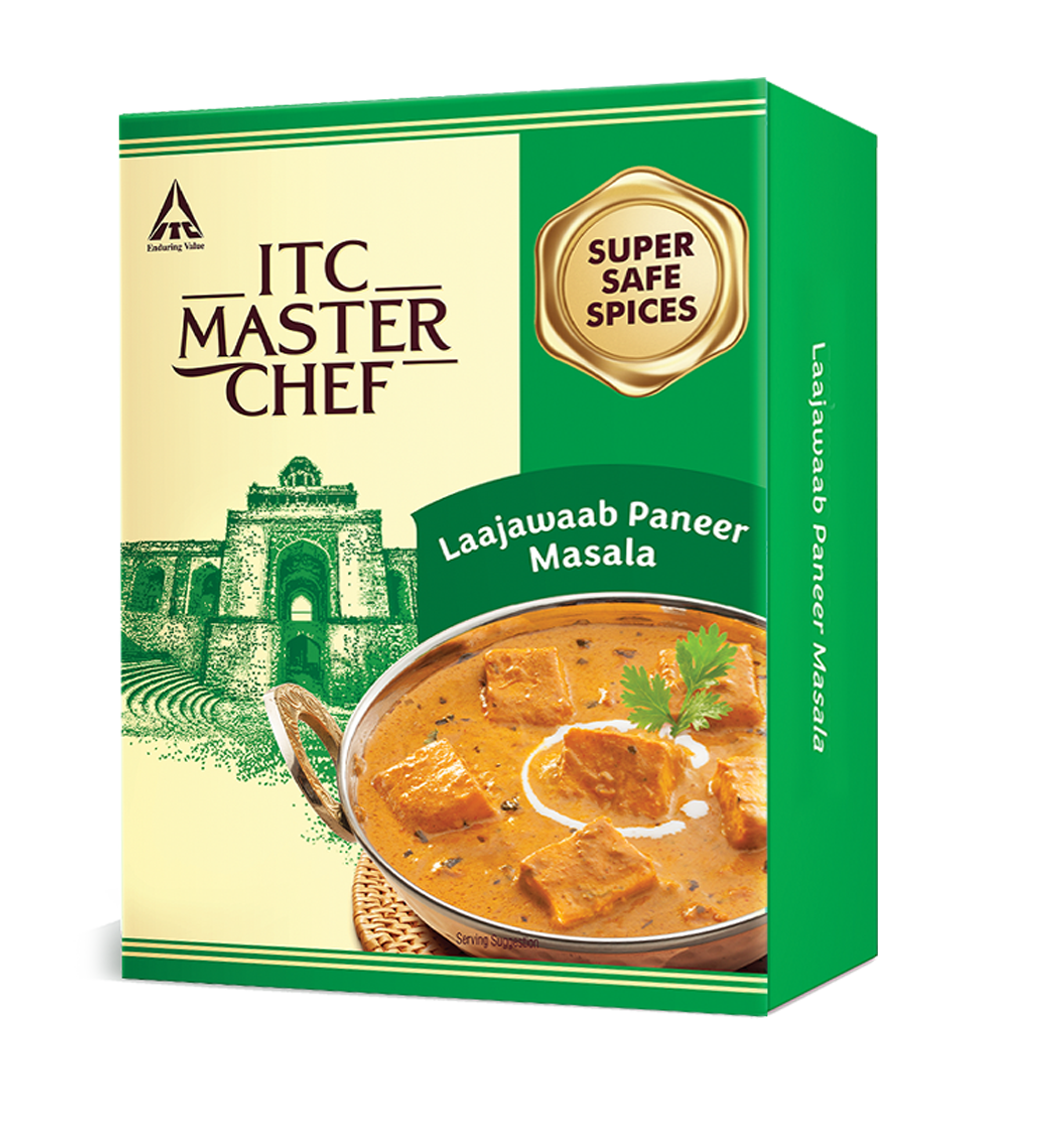 ITC
Enduring Value
ITC
MASTER
CHEF
SUPER
SAFE
SPICES
Laajawaab Paneer
Masala
Serving Suggestion
Laajawaab Paneer Masala